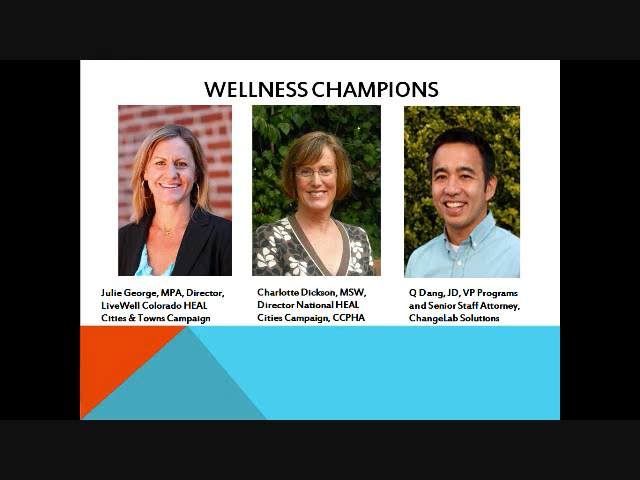 WELLNESS CHAMPIONS
Julie George, MPA, Director,
LiveWell Colorado HEAL
Cities & Towns Campaign
Charlotte Dickson, MSW,
Director National HEAL
Cities Campaign, CCPHA
Q Dang, JD, VP Programs
and Senior Staff Attorney,
ChangeLab Solutions